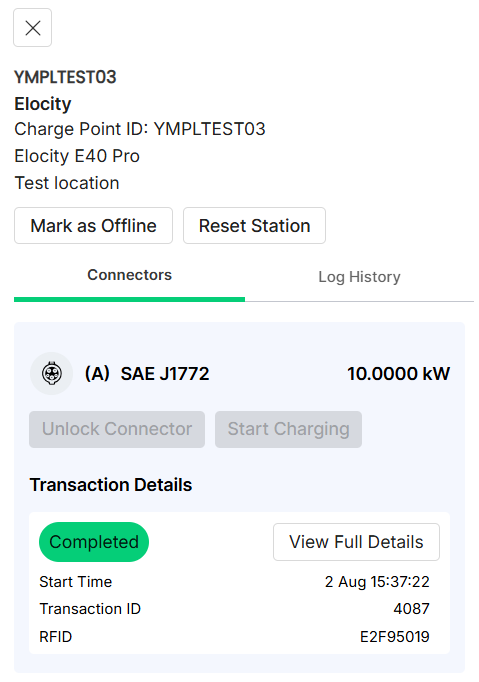 YMPLTEST03
Elocity
Charge Point ID: YMPLTEST03
Elocity E40 Pro
Test location
Mark as Offline Reset Station
Connectors Log History
(A) SAE J1772 10.0000 kW
Unlock Connector Start Charging
Transaction Details
Completed View Full Details
Start Time 2 Aug 15:37:22
Transaction ID 4087
RFID E2F95019